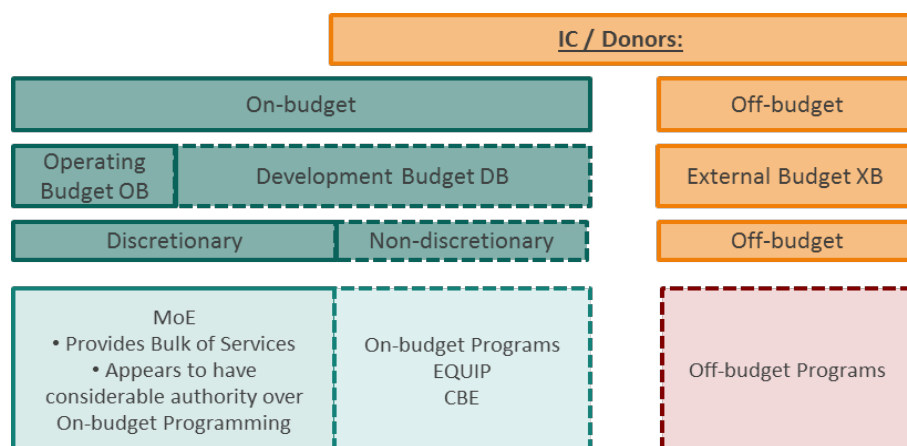 IC / Donors:
On-budget
Off-budget
Operating
Budget OB
Development Budget DB
External Budget XB
Discretionary
Non-discretionary
Off-budget
MoE
• Provides Bulk of Services
• Appears to have
considerable authority over
On-budget Programming
On-budget Programs
EQUIP
CBE
Off-budget Programs